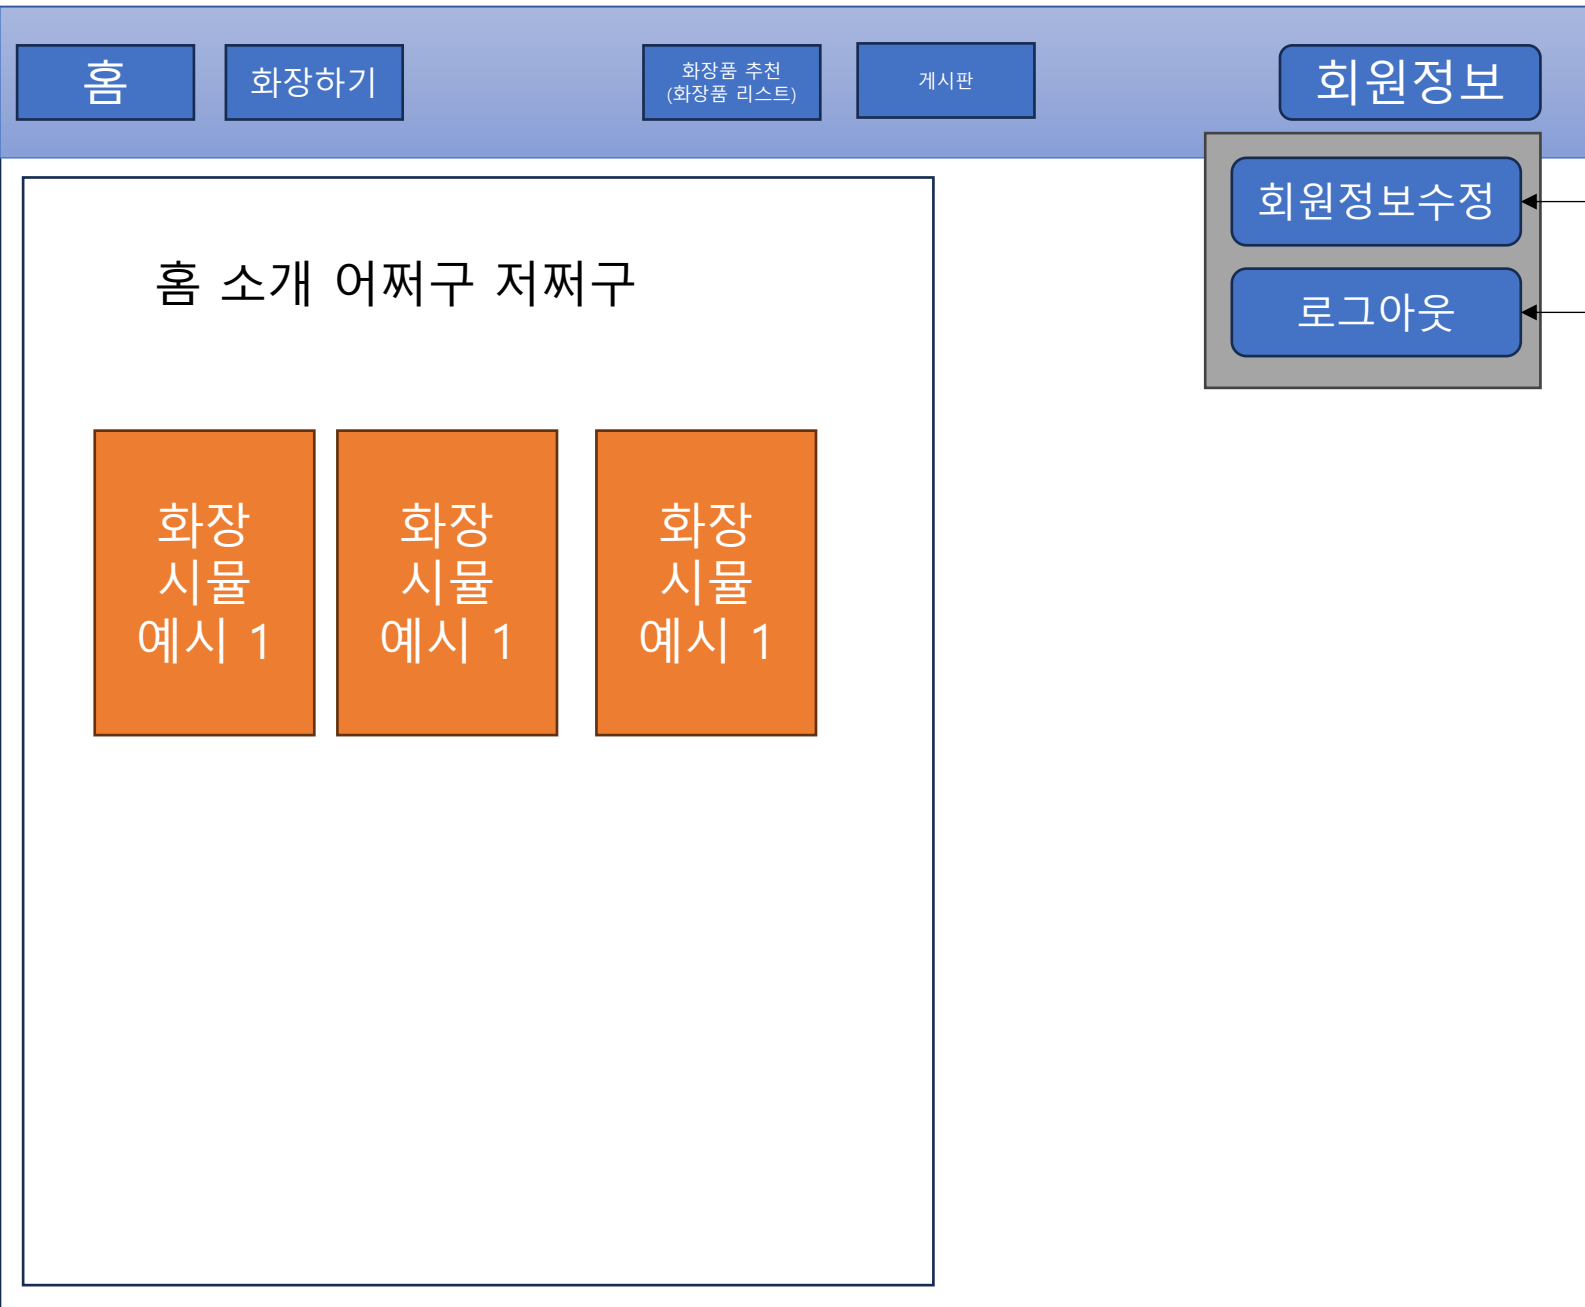 홈
화장하기
화장품 추천
(화장품 리스트)
게시판
회원정보
회원정보수정
로그아웃
홈 소개 어쩌구 저쩌구
화장
시뮬
예시 1
화장
시뮬
예시 1
화장
시뮬
예시 1